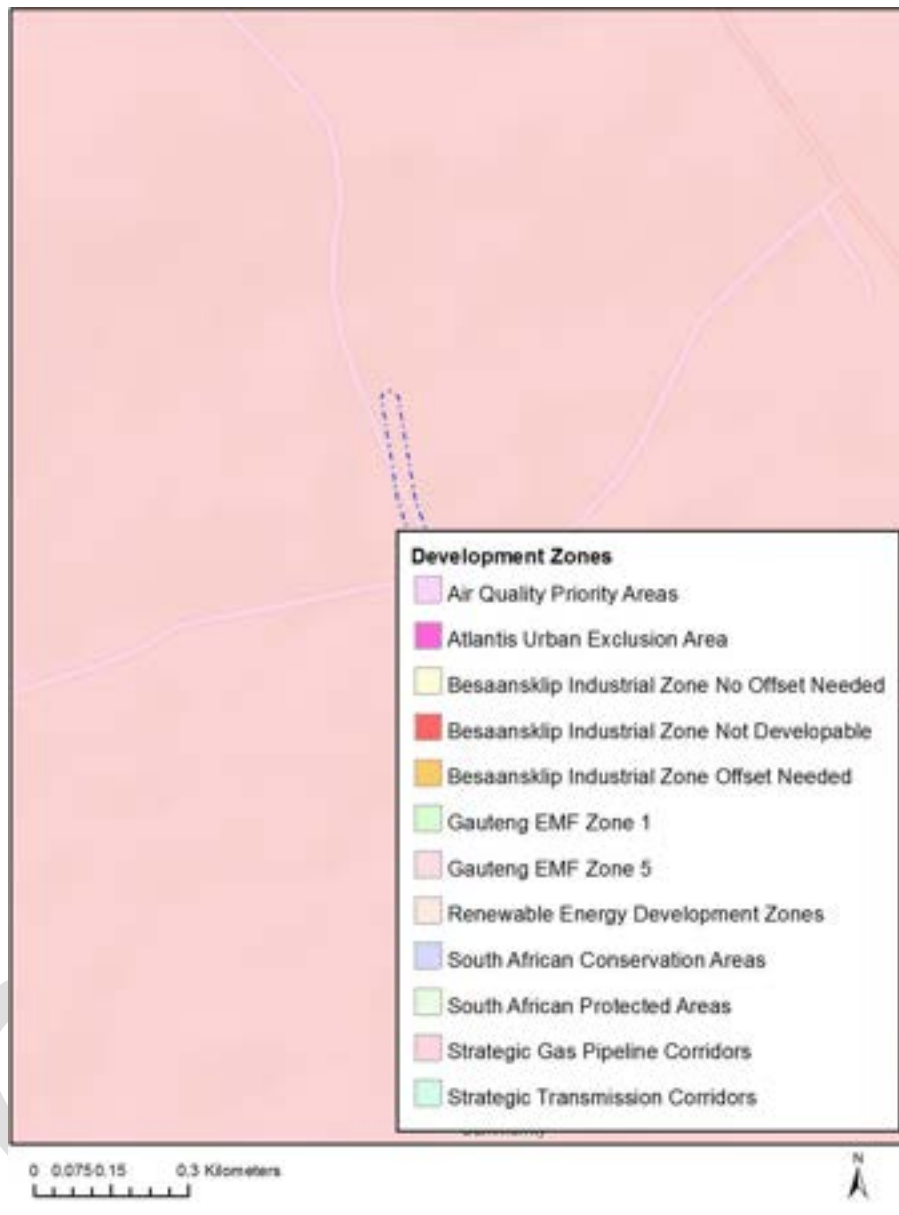 Development Zones
Air Quality Priority Areas
Atlantis Urban Exclusion Area
Besaansklip Industrial Zone No Offset Needed
Besaansklip Industrial Zone Not Developable
Besaansklip Industrial Zone Offset Needed
Gauteng EMF Zone 1
Gauteng EMF Zone 5
Renewable Energy Development Zones
South African Conservation Areas
South African Protected Areas
Strategic Gas Pipeline Corridors
Strategic Transmission Corridors
0 0.075 0.15 0.3 Kilometers
N